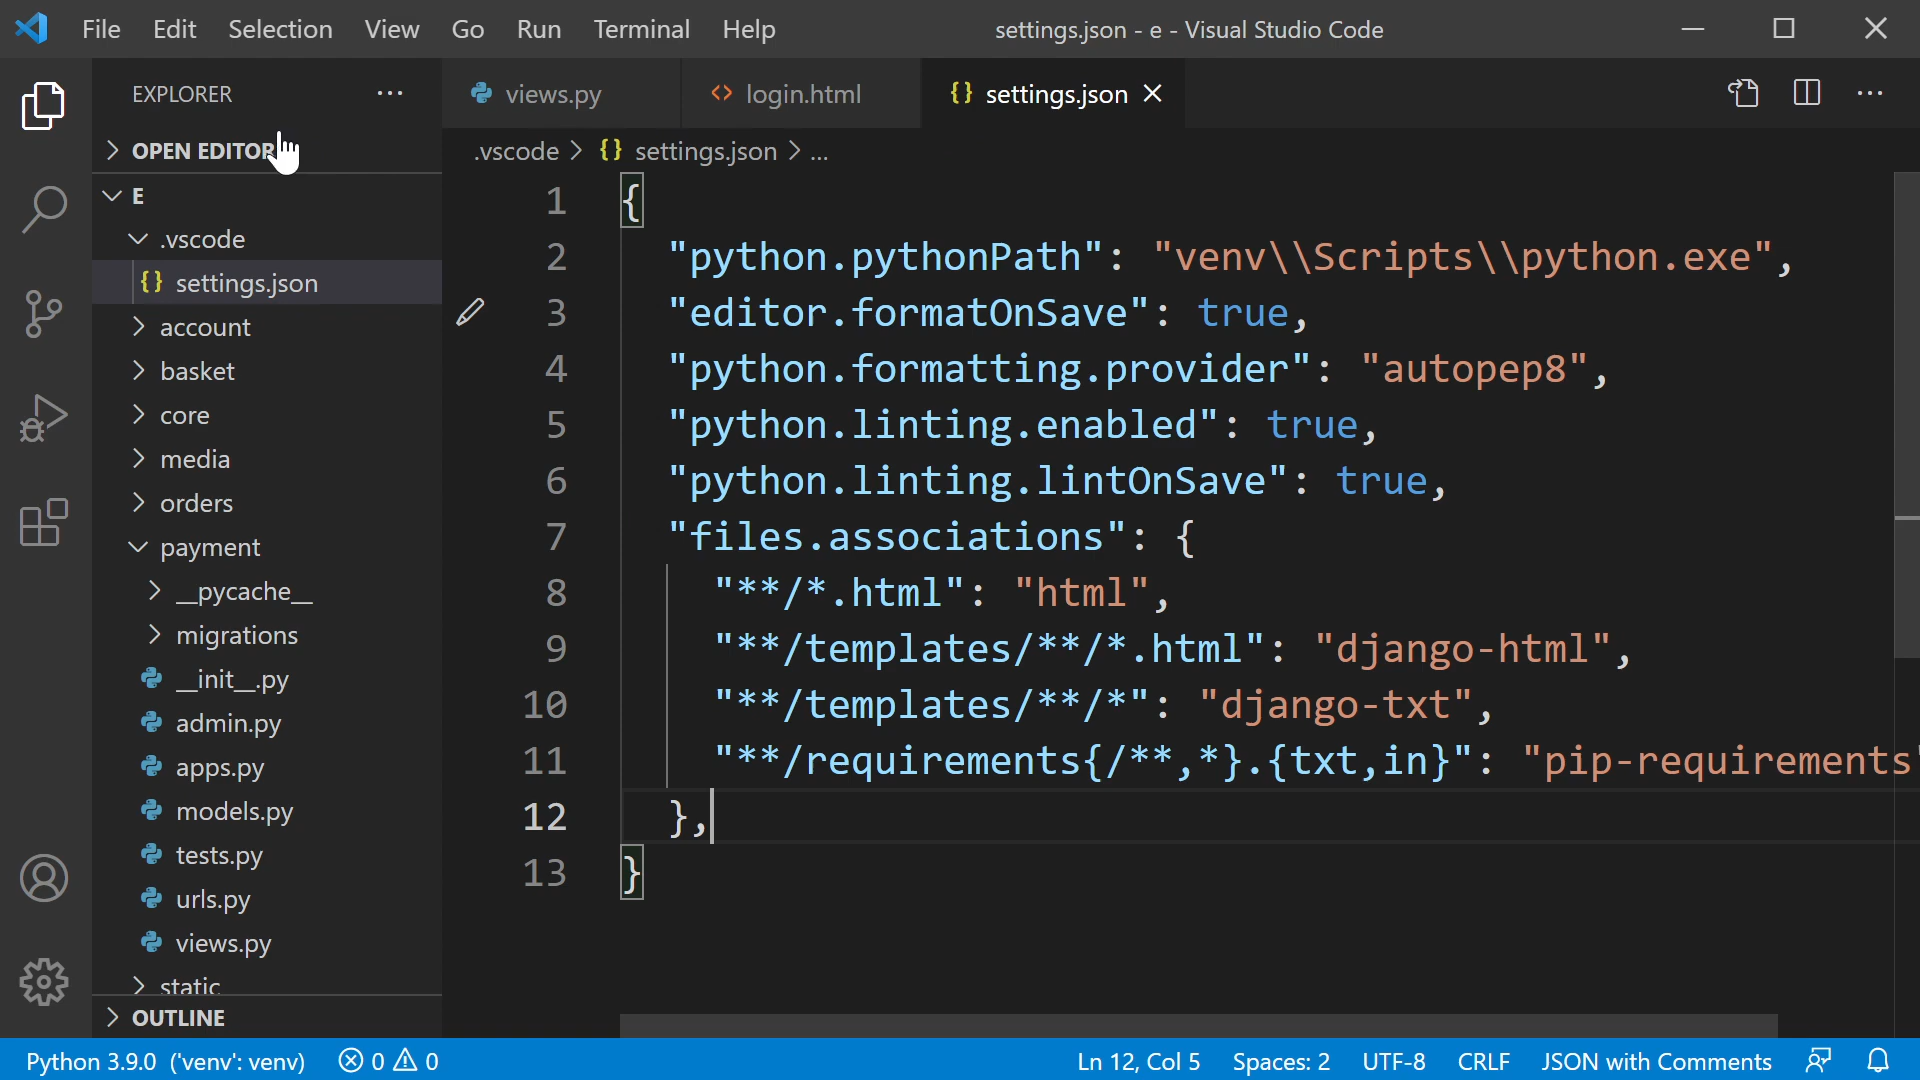 File Edit Selection View Go Run Terminal Help settings.json - e - Visual Studio Code
EXPLORER ...
OPEN EDITOR
E
.vscode
{} settings.json
account
basket
core
media
orders
payment
__pycache__
migrations
__init__.py
admin.py
apps.py
models.py
tests.py
urls.py
views.py
static
OUTLINE
views.py <> login.html {} settings.json
.vscode > {} settings.json > ...
1 {
2 "python.pythonPath": "venv\\Scripts\\python.exe",
3 "editor.formatOnSave": true,
4 "python.formatting.provider": "autopep8",
5 "python.linting.enabled": true,
6 "python.linting.lintOnSave": true,
7 "files.associations": {
8 "**/*.html": "html",
9 "**/templates/**/*.html": "django-html",
10 "**/templates/**/*": "django-txt",
11 "**/requirements{/**,*}.{txt,in}": "pip-requirements"
12 },
13 }
Python 3.9.0 ('venv': venv) 0 0 Ln 12, Col 5 Spaces: 2 UTF-8 CRLF JSON with Comments